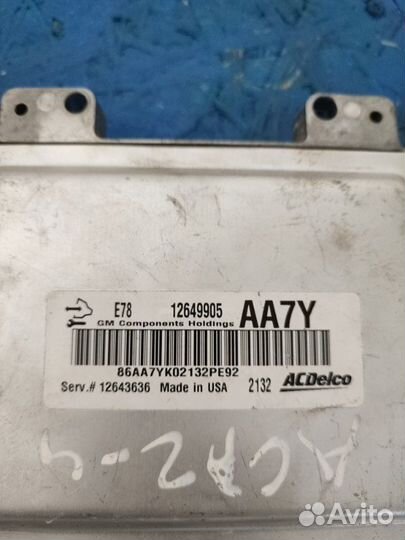 E78 12649905 AA7Y
GM Components Holdings
86AA7YK02132PE92
Serv.# 12643636 Made in USA 2132 ACDelco
Avito